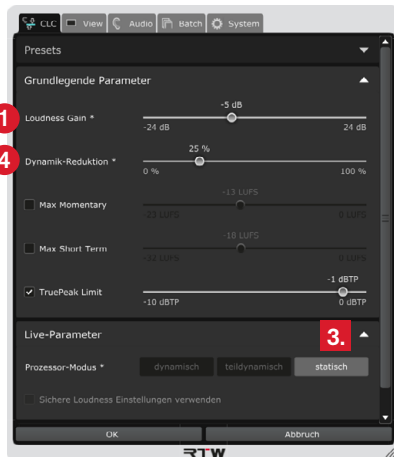 CLC View Audio Batch System
Presets
Grundlegende Parameter
-5 dB
1 Loudness Gain *
-24 dB 24 dB
25 %
4 Dynamik-Reduktion *
0 % 100 %
-13 LUFS
Max Momentary
-23 LUFS 0 LUFS
-18 LUFS
Max Short Term
-32 LUFS 0 LUFS
-1 dBTP
TruePeak Limit
-10 dBTP 0 dBTP
Live-Parameter 3.
Prozessor-Modus * dynamisch teildynamisch statisch
Sichere Loudness Einstellungen verwenden
OK Abbruch
RTW